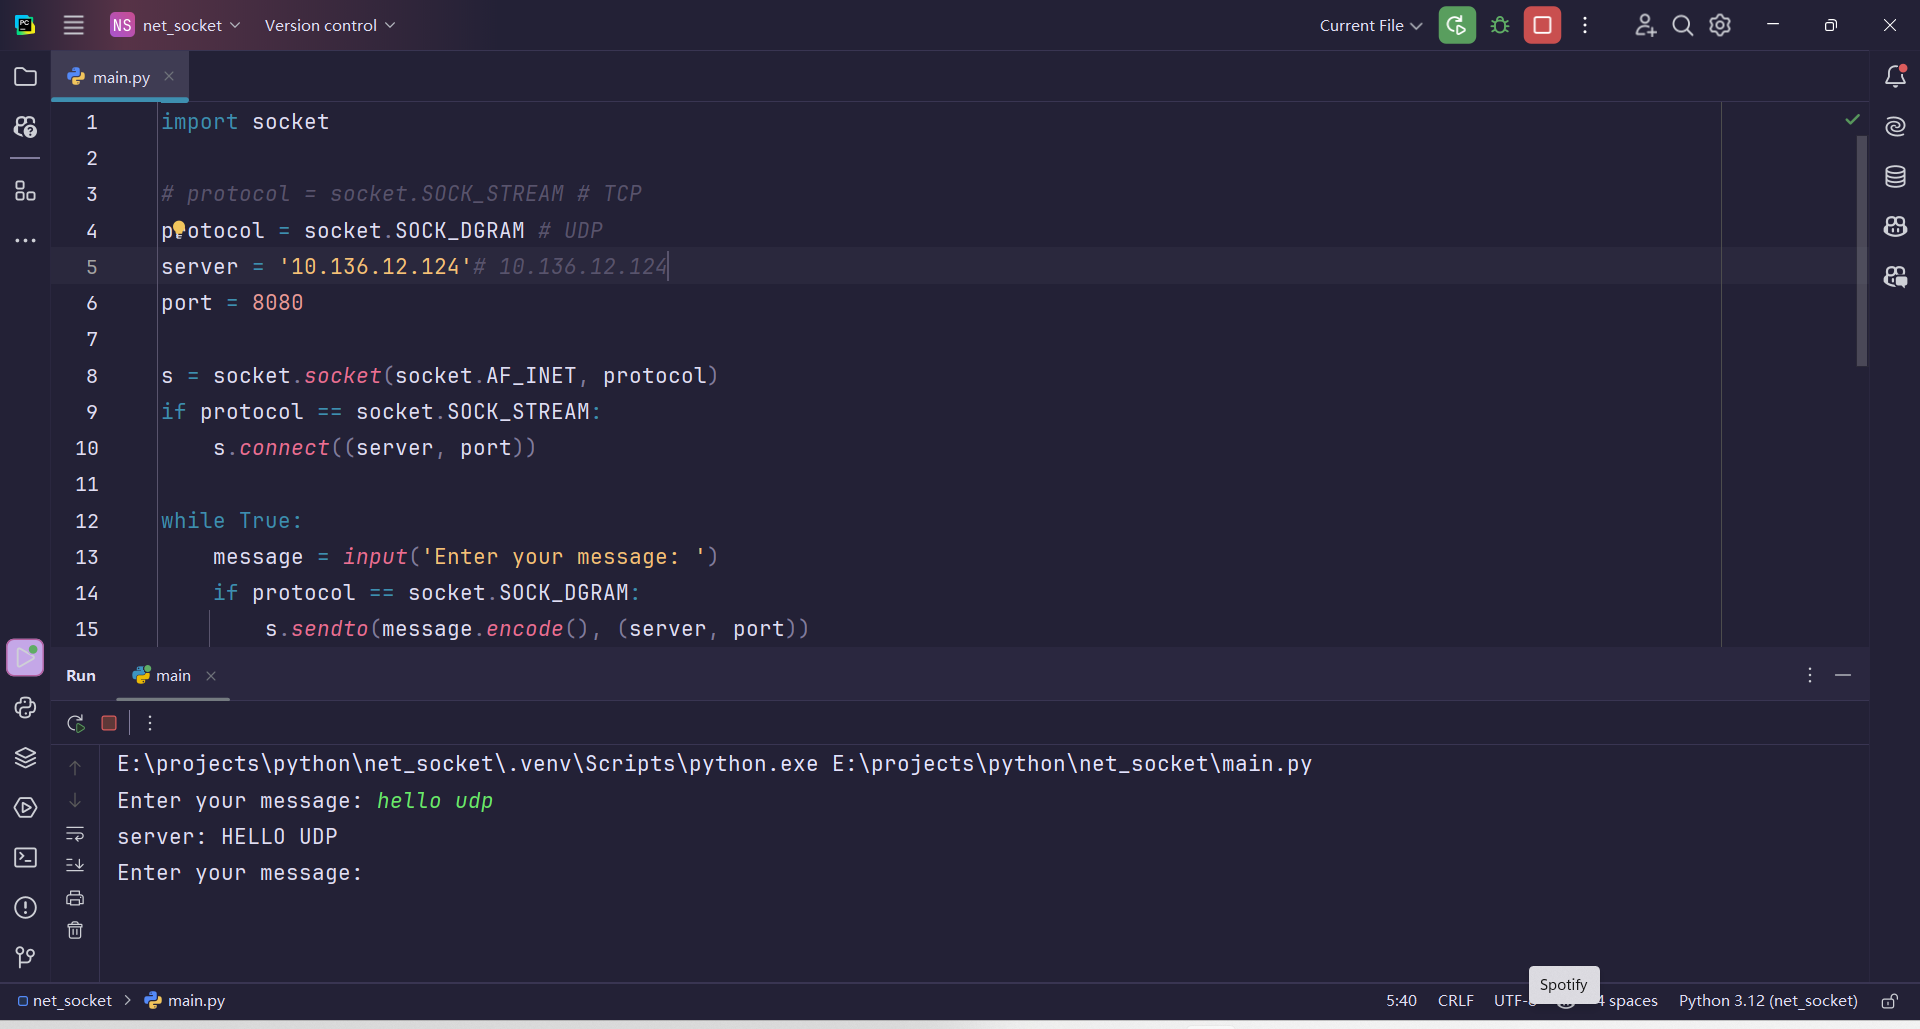 PC
NS net_socket Version control Current File
main.py
1 import socket
2
3 # protocol = socket.SOCK_STREAM # TCP
4 protocol = socket.SOCK_DGRAM # UDP
5 server = '10.136.12.124'# 10.136.12.124
6 port = 8080
7
8 s = socket.socket(socket.AF_INET, protocol)
9 if protocol == socket.SOCK_STREAM:
10 s.connect((server, port))
11
12 while True:
13 message = input('Enter your message: ')
14 if protocol == socket.SOCK_DGRAM:
15 s.sendto(message.encode(), (server, port))
Run main
E:\projects\python\net_socket\.venv\Scripts\python.exe E:\projects\python\net_socket\main.py
Enter your message: hello udp
server: HELLO UDP
Enter your message:
Spotify
net_socket > main.py 5:40 CRLF UTF-8 4 spaces Python 3.12 (net_socket)